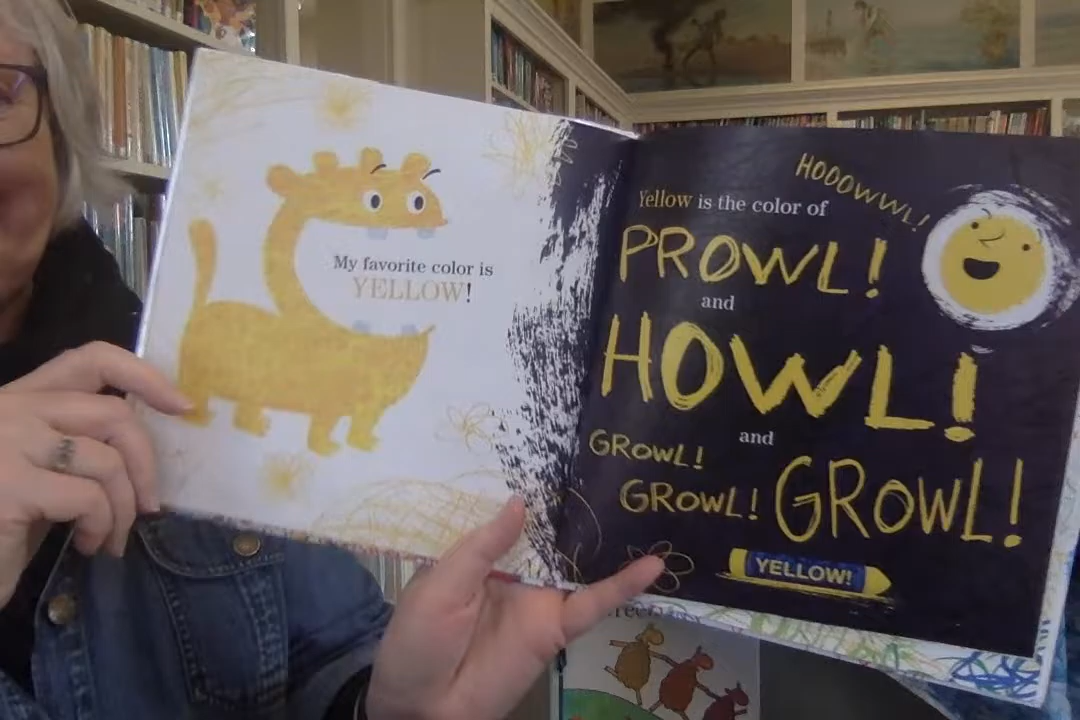 My favorite color is
YELLOW!
HOOOWWL!
Yellow is the color of
PROWL!
and
HOWL!
and
GROWL!
GROWL! GROWL!
YELLOW!